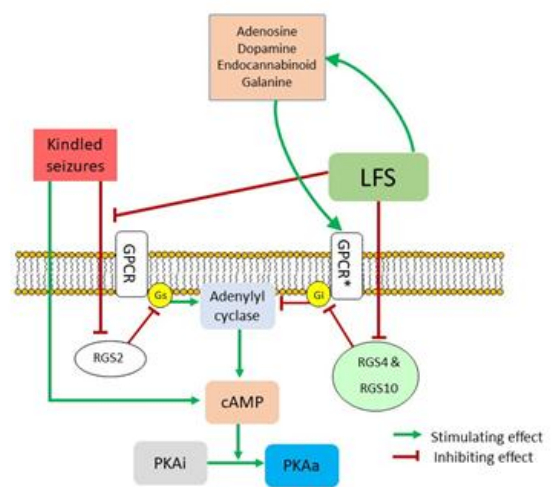 Adenosine
Dopamine
Endocannabinoid
Galanine
Kindled
seizures
LFS
GPCR
GPCR*
Gs
Adenylyl
cyclase
Gi
RGS2
RGS4 &
RGS10
cAMP
PKAi
PKAa
Stimulating effect
Inhibiting effect